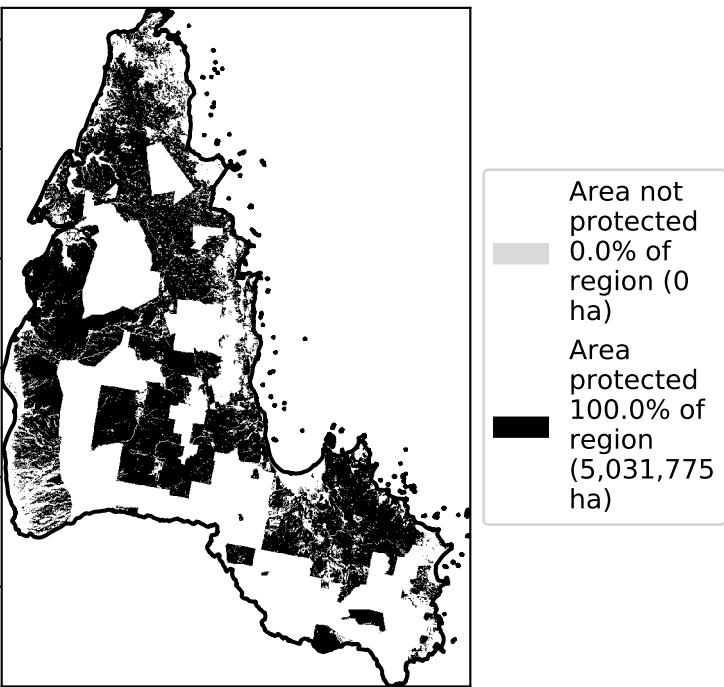 Area not
protected
0.0% of
region (0
ha)
Area
protected
100.0% of
region
(5,031,775
ha)